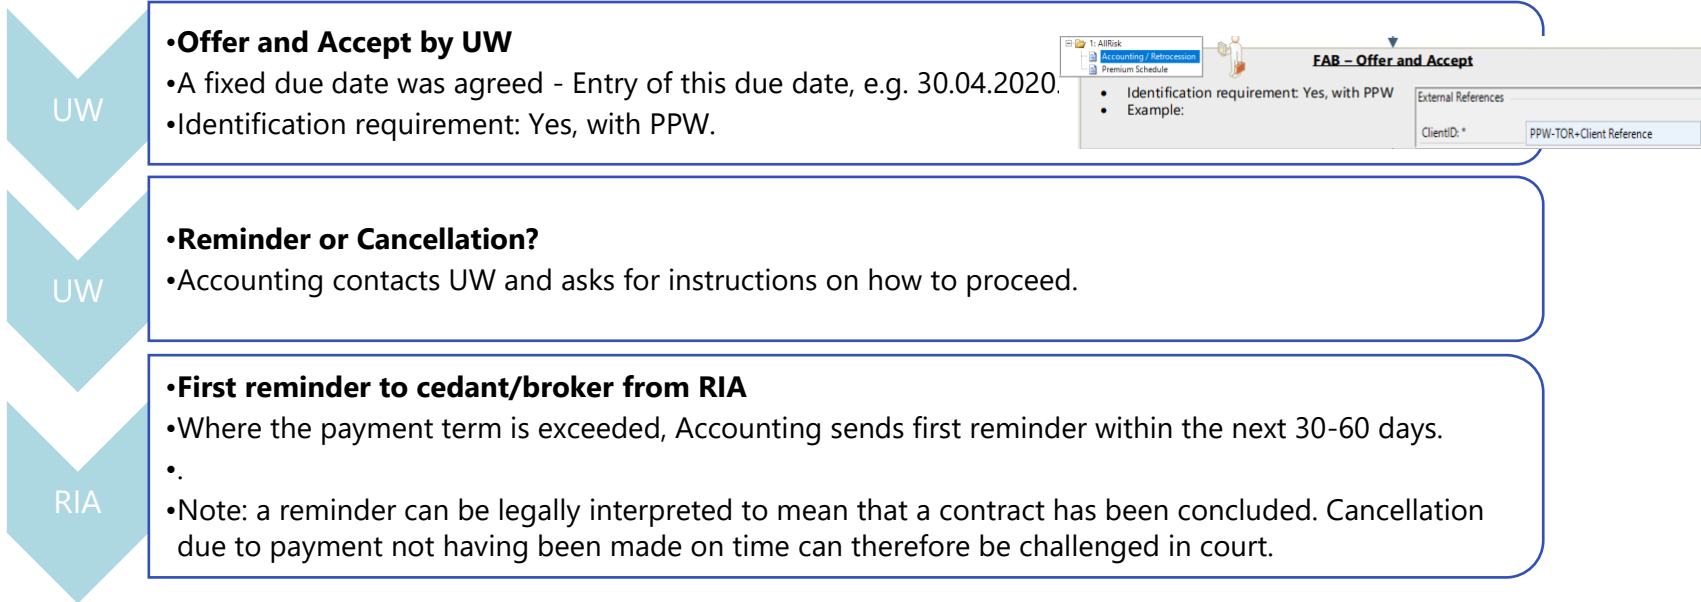 UW
•Offer and Accept by UW
•A fixed due date was agreed - Entry of this due date, e.g. 30.04.2020.
•Identification requirement: Yes, with PPW.
1: AllRisk
Accounting / Retrocession
Premium Schedule
FAB – Offer and Accept
• Identification requirement: Yes, with PPW
• Example:
External References
ClientID: *
PPW-TOR+Client Reference
UW
•Reminder or Cancellation?
•Accounting contacts UW and asks for instructions on how to proceed.
RIA
•First reminder to cedant/broker from RIA
•Where the payment term is exceeded, Accounting sends first reminder within the next 30-60 days.
•.
•Note: a reminder can be legally interpreted to mean that a contract has been concluded. Cancellation
due to payment not having been made on time can therefore be challenged in court.